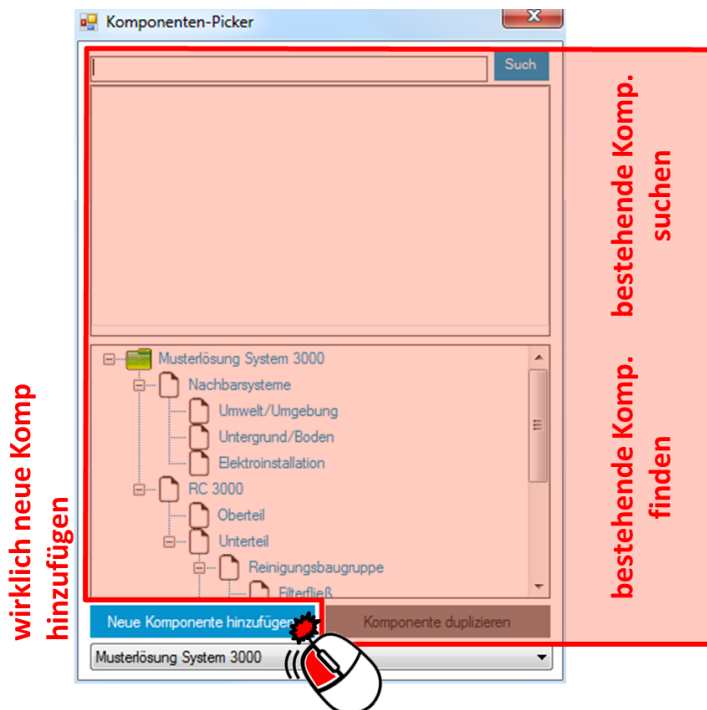 Komponenten-Picker
Such
bestehende Komp.
suchen
Musterlösung System 3000
Nachbarsysteme
Umwelt/Umgebung
Untergrund/Boden
Elektroinstallation
RC 3000
Oberteil
Unterteil
Reinigungsbaugruppe
Filterfließ
bestehende Komp.
finden
wirklich neue Komp
hinzufügen
Neue Komponente hinzufügen
Komponente duplizieren
Musterlösung System 3000